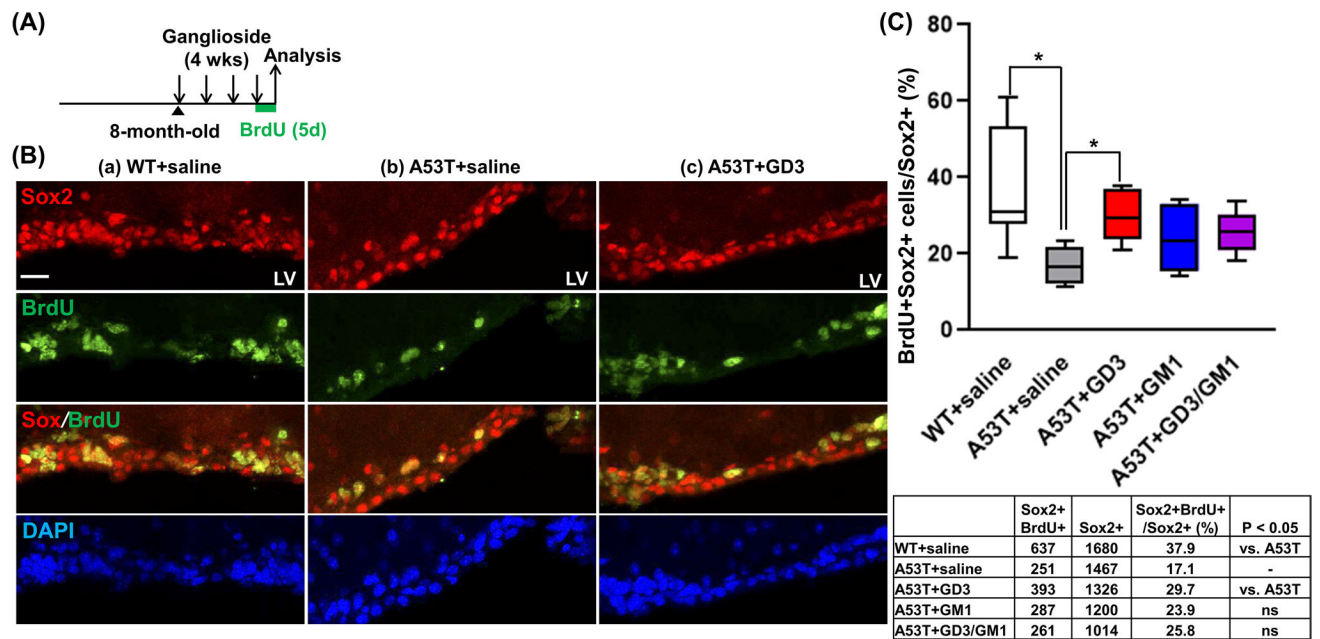 (A)
Ganglioside
(4 wks)
Analysis
8-month-old
BrdU (5d)
(B)
(a) WT+saline
(b) A53T+saline
(c) A53T+GD3
Sox2
LV
LV
LV
BrdU
Sox/BrdU
DAPI
(C)
BrdU+Sox2+ cells/Sox2+ (%)
80
60
40
20
0
*
*
WT+saline
A53T+saline
A53T+GD3
A53T+GM1
A53T+GD3/GM1
Sox2+ BrdU+ Sox2+ Sox2+BrdU+ /Sox2+ (%) P < 0.05
WT+saline 637 1680 37.9 vs. A53T
A53T+saline 251 1467 17.1 -
A53T+GD3 393 1326 29.7 vs. A53T
A53T+GM1 287 1200 23.9 ns
A53T+GD3/GM1 261 1014 25.8 ns